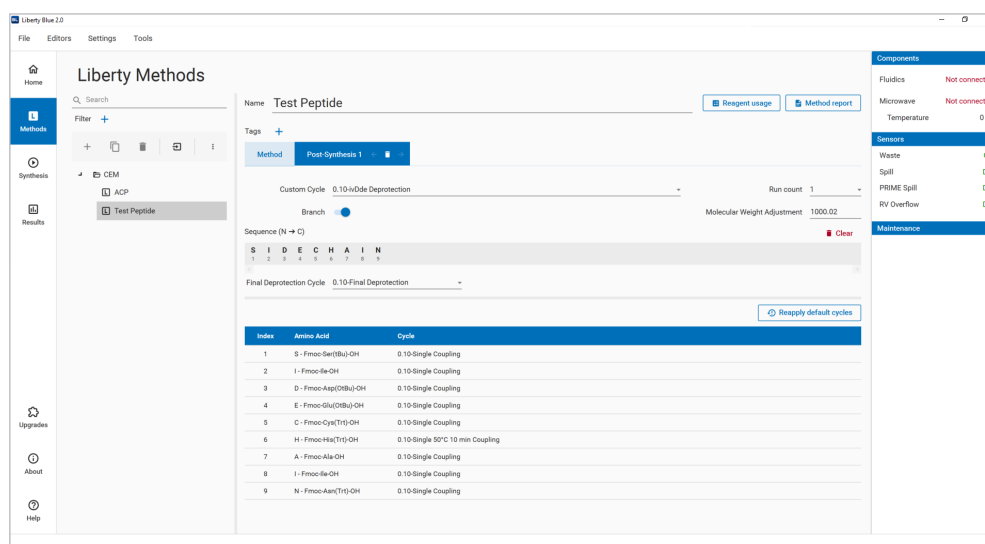 Liberty Blue 2.0
File Editors Settings Tools
Home
Methods
Synthesis
Results
Upgrades
About
Help
Liberty Methods
Search
Filter +
CEM
ACP
Test Peptide
Name Test Peptide
Reagent usage
Method report
Tags +
Method Post-Synthesis 1
Custom Cycle 0.10-ivDde Deprotection
Run count 1
Branch
Molecular Weight Adjustment 1000.02
Sequence (N → C)
Clear
S I D E C H A I N
1 2 3 4 5 6 7 8 9
Final Deprotection Cycle 0.10-Final Deprotection
Reapply default cycles
Index Amino Acid Cycle
1 S - Fmoc-Ser(tBu)-OH 0.10-Single Coupling
2 I - Fmoc-Ile-OH 0.10-Single Coupling
3 D - Fmoc-Asp(OtBu)-OH 0.10-Single Coupling
4 E - Fmoc-Glu(OtBu)-OH 0.10-Single Coupling
5 C - Fmoc-Cys(Trt)-OH 0.10-Single Coupling
6 H - Fmoc-His(Trt)-OH 0.10-Single 50°C 10 min Coupling
7 A - Fmoc-Ala-OH 0.10-Single Coupling
8 I - Fmoc-Ile-OH 0.10-Single Coupling
9 N - Fmoc-Asn(Trt)-OH 0.10-Single Coupling
Components
Fluidics Not connect
Microwave Not connect
Temperature 0
Sensors
Waste
Spill
PRIME Spill
RV Overflow
Maintenance